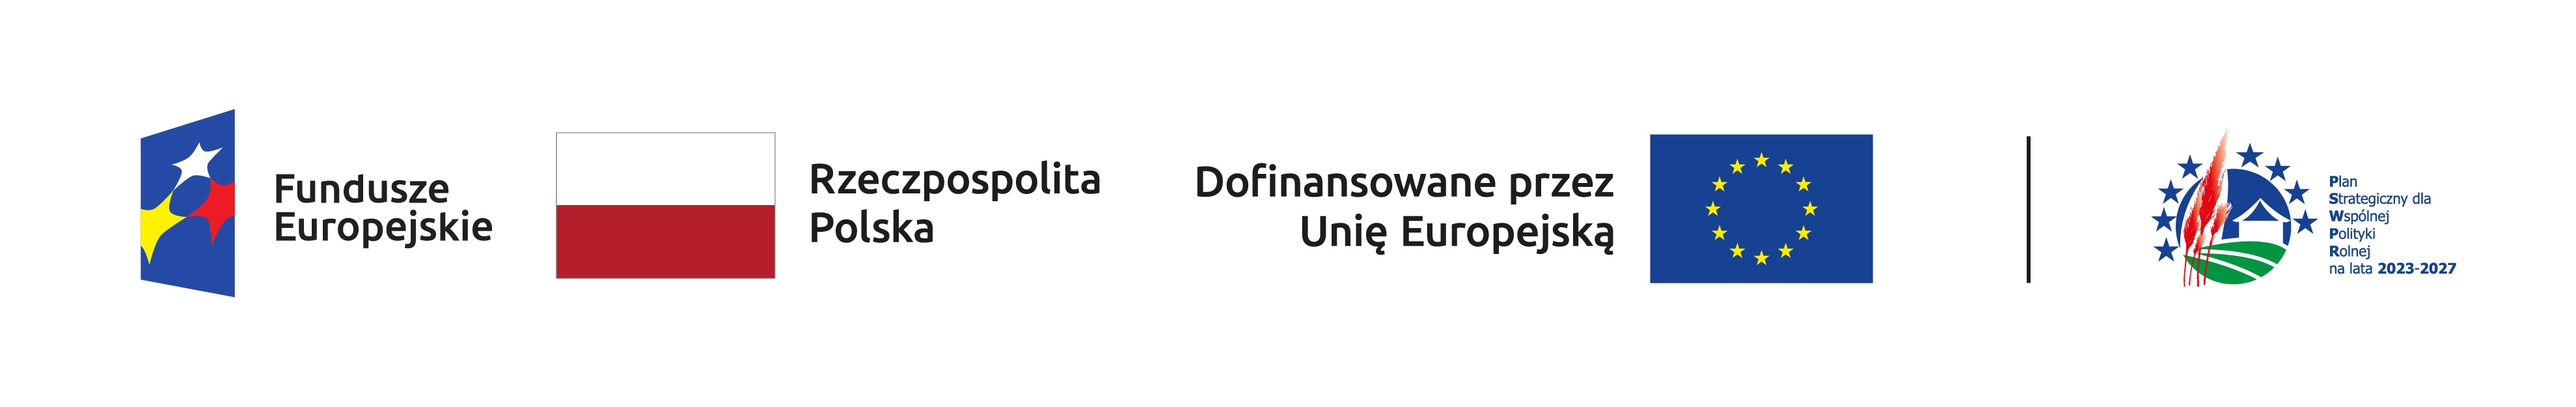 Fundusze
Europejskie
Rzeczpospolita
Polska
Dofinansowane przez
Unię Europejską
Plan
Strategiczny dla
Wspólnej
Polityki
Rolnej
na lata 2023-2027